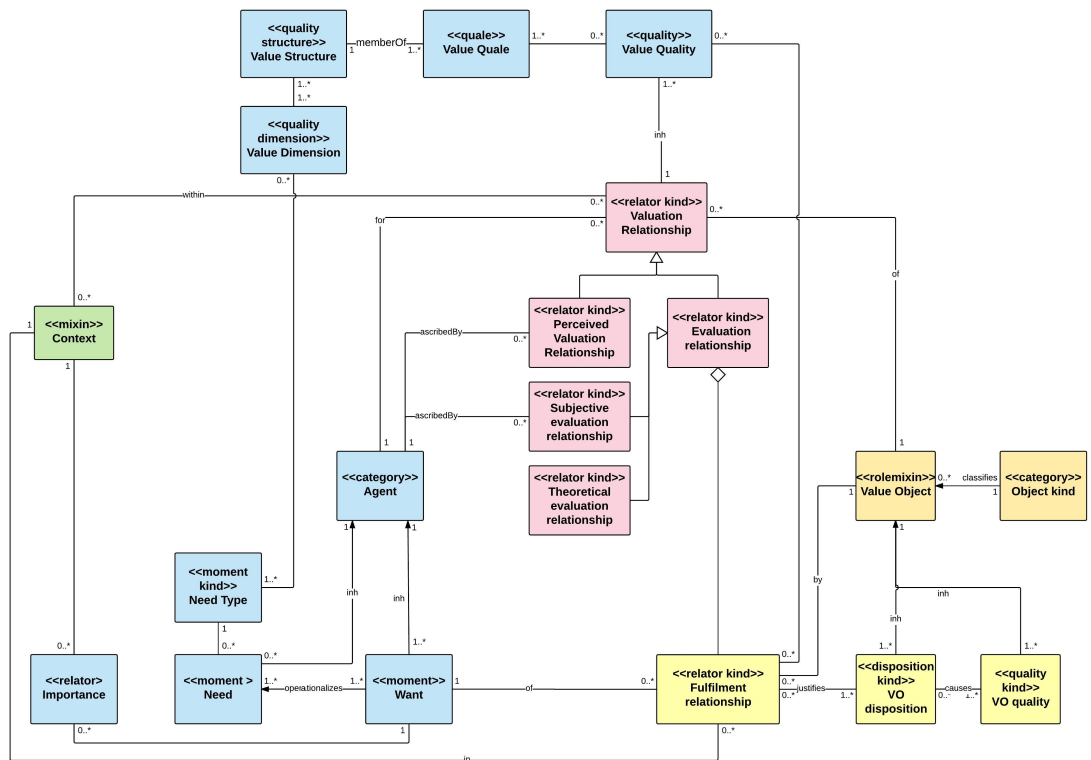 <<quality
structure>>
Value Structure
1
memberOf
1..*
<<quale>>
Value Quale
1..*
0..*
<<quality>>
Value Quality
0..*
1..*
1..*
1..*
<<quality
dimension>>
Value Dimension
0..*
inh
1
within
0..*
for
0..*
<<relator kind>>
Valuation
Relationship
0..*
of
0..*
1
<<mixin>>
Context
1
ascribedBy
0..*
<<relator kind>>
Perceived
Valuation
Relationship
<<relator kind>>
Evaluation
relationship
ascribedBy
0..*
<<relator kind>>
Subjective
evaluation
relationship
1
1
1
<<category>>
Agent
1
1
<<relator kind>>
Theoretical
evaluation
relationship
<<rolemixin>>
Value Object
1
1
0..*
classifies
1
<<category>>
Object kind
<<moment
kind>>
Need Type
1..*
1
inh
inh
by
inh
inh
0..*
0..*
0..*
1..*
0..*
1..*
1..*
<<relator>
Importance
0..*
<<moment >
Need
1..*
operationalizes
1..*
<<moment>>
Want
1
1
of
0..*
<<relator kind>>
Fulfilment
relationship
0..*
0..*
0..*
justifies
1..*
<<disposition
kind>>
VO
disposition
0..*
causes
1..*
<<quality
kind>>
VO quality
in